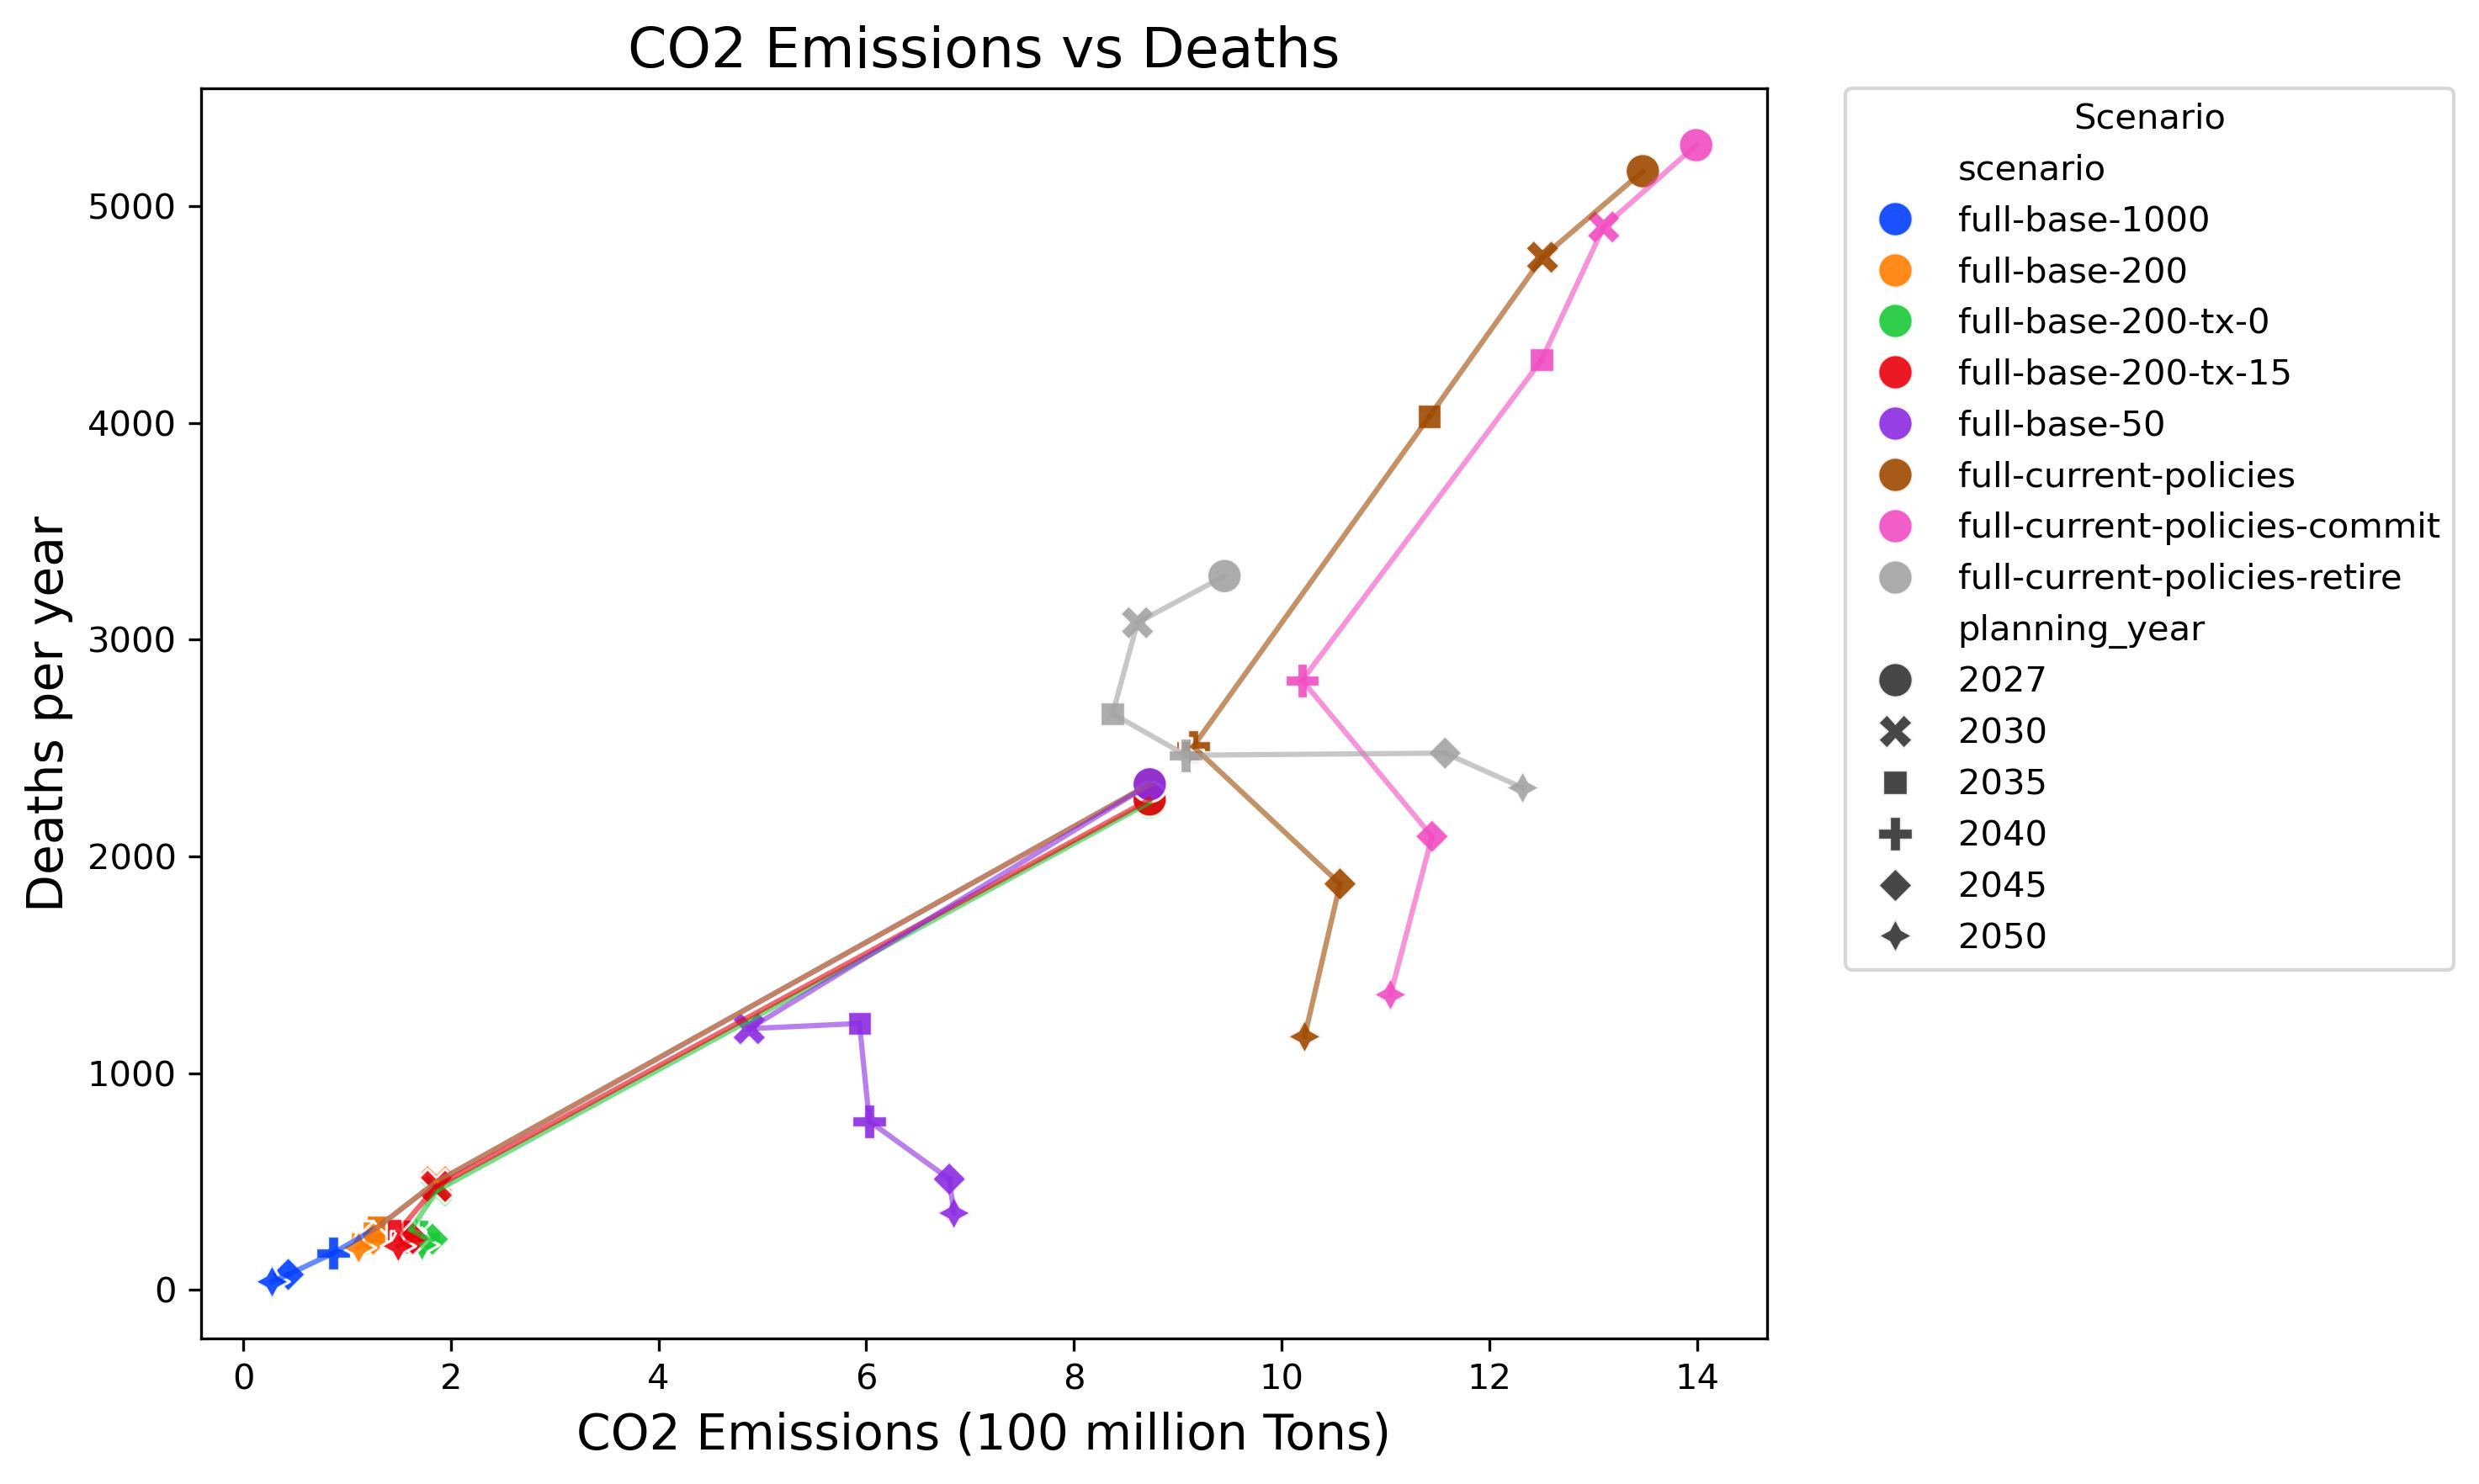 CO2 Emissions vs Deaths
Deaths per year
5000
4000
3000
2000
1000
0
0 2 4 6 8 10 12 14
CO2 Emissions (100 million Tons)
Scenario
scenario
full-base-1000
full-base-200
full-base-200-tx-0
full-base-200-tx-15
full-base-50
full-current-policies
full-current-policies-commit
full-current-policies-retire
planning_year
2027
2030
2035
2040
2045
2050